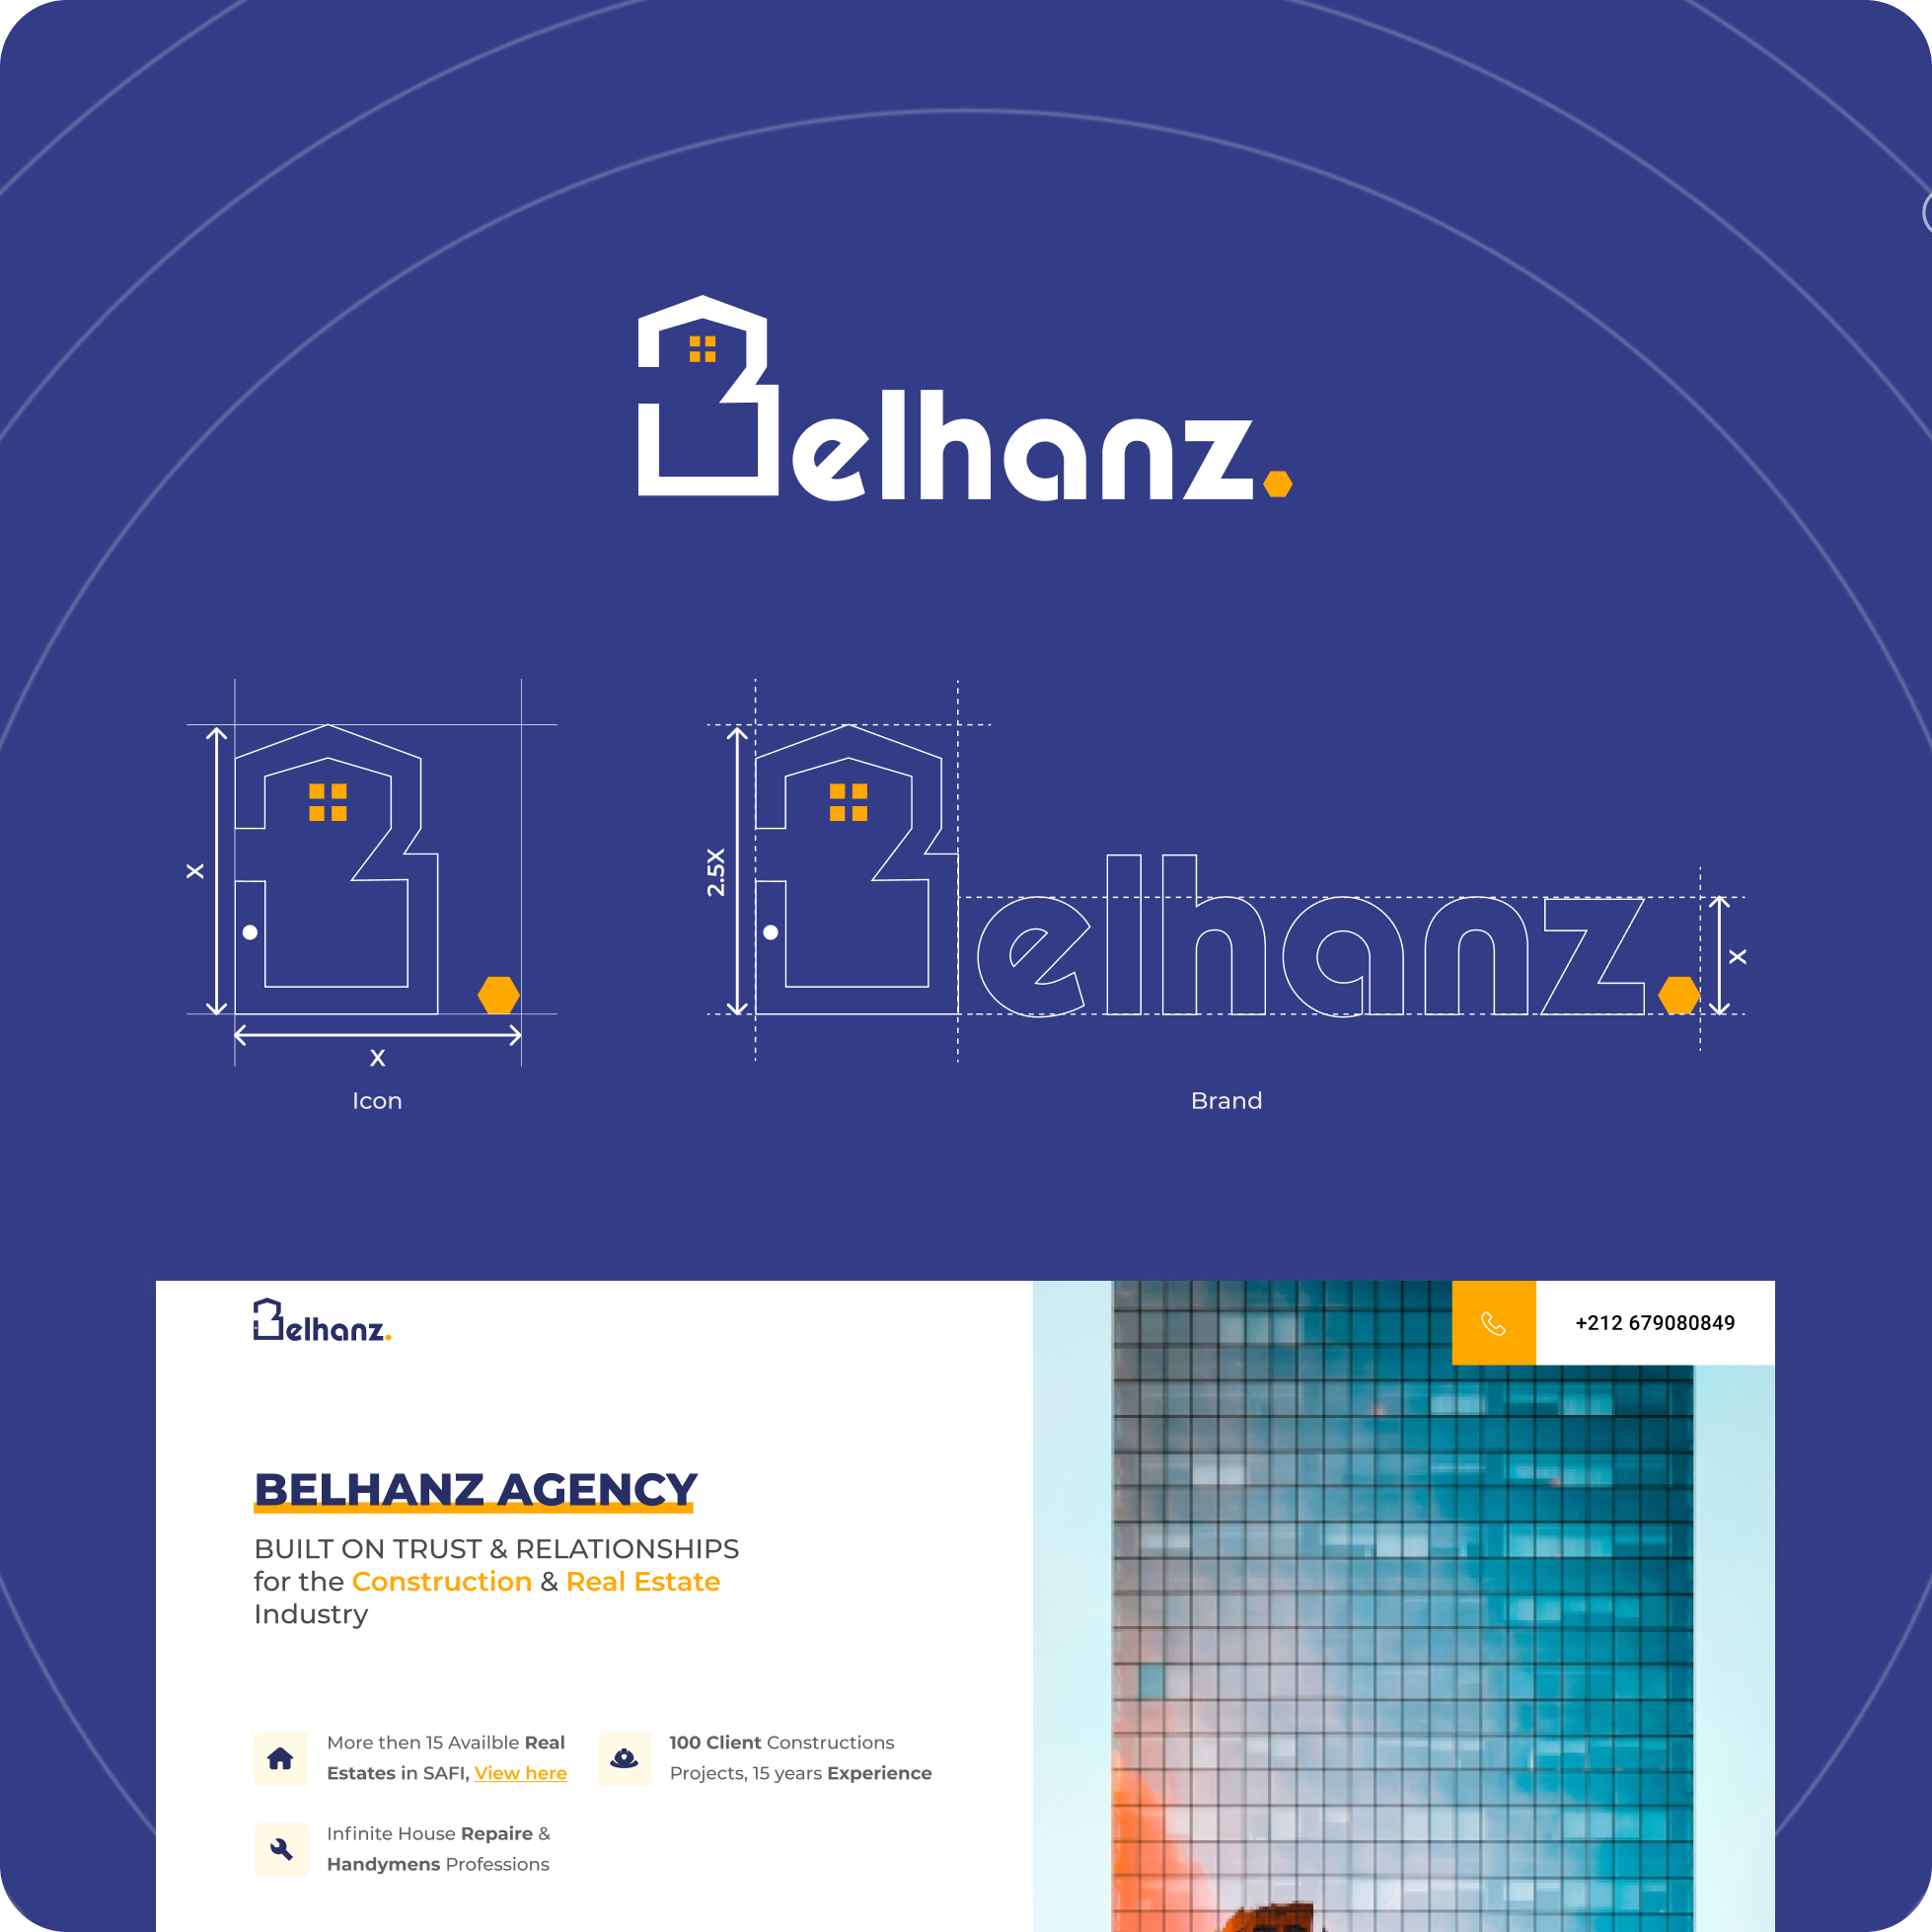 Belhanz.
X
X
Icon
2.5X
Belhanz.
X
Brand
Belhanz.
+212 679080849
BELHANZ AGENCY
BUILT ON TRUST & RELATIONSHIPS
for the Construction & Real Estate
Industry
More then 15 Availble Real
Estates in SAFI, View here
100 Client Constructions
Projects, 15 years Experience
Infinite House Repaire &
Handymens Professions